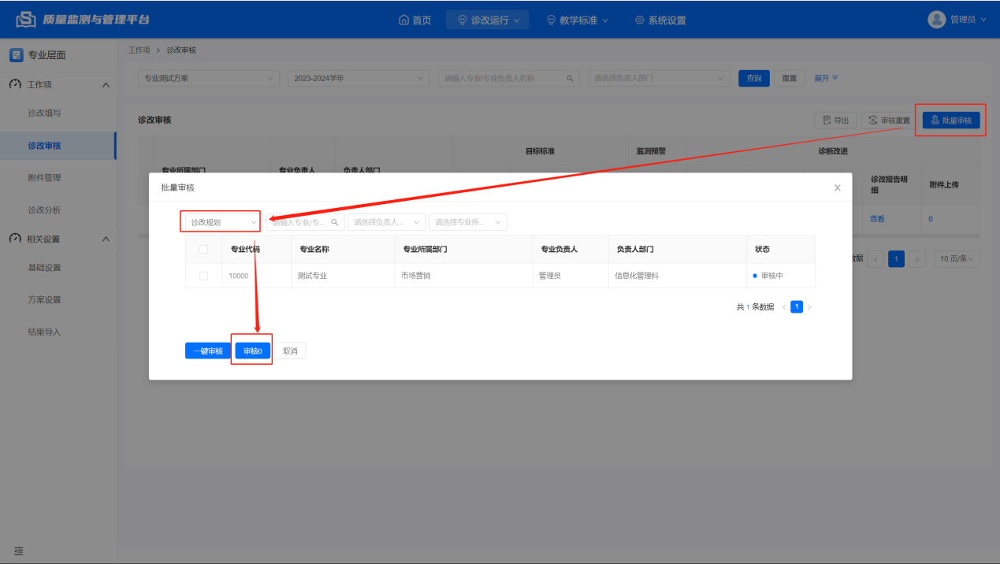 质量监测与管理平台 首页 诊改运行 教学标准 系统设置 管理员
专业层面
工作项 > 诊改审核
工作项
诊改填写
诊改审核
附件管理
诊改分析
相关设置
基础设置
方案设置
结果导入
专业测试方案 2023-2024学年 请输入专业/专业负责人名称 请选择负责人部门 查询 重置 展开
诊改审核 导出 审核重置 批量审核
目标标准 监测预警 诊断改进
专业所属部门 专业负责人 负责人部门
诊改报告明细 附件上传
查看 0
数据 < 1 > 10 页/条
批量审核
诊改规划 请输入专业/专... 请选择负责人... 请选择专业所...
专业代码 专业名称 专业所属部门 专业负责人 负责人部门 状态
10000 测试专业 市场营销 管理员 信息化管理科 审核中
共 1 条数据 < 1 >
一键审核 审核0 取消